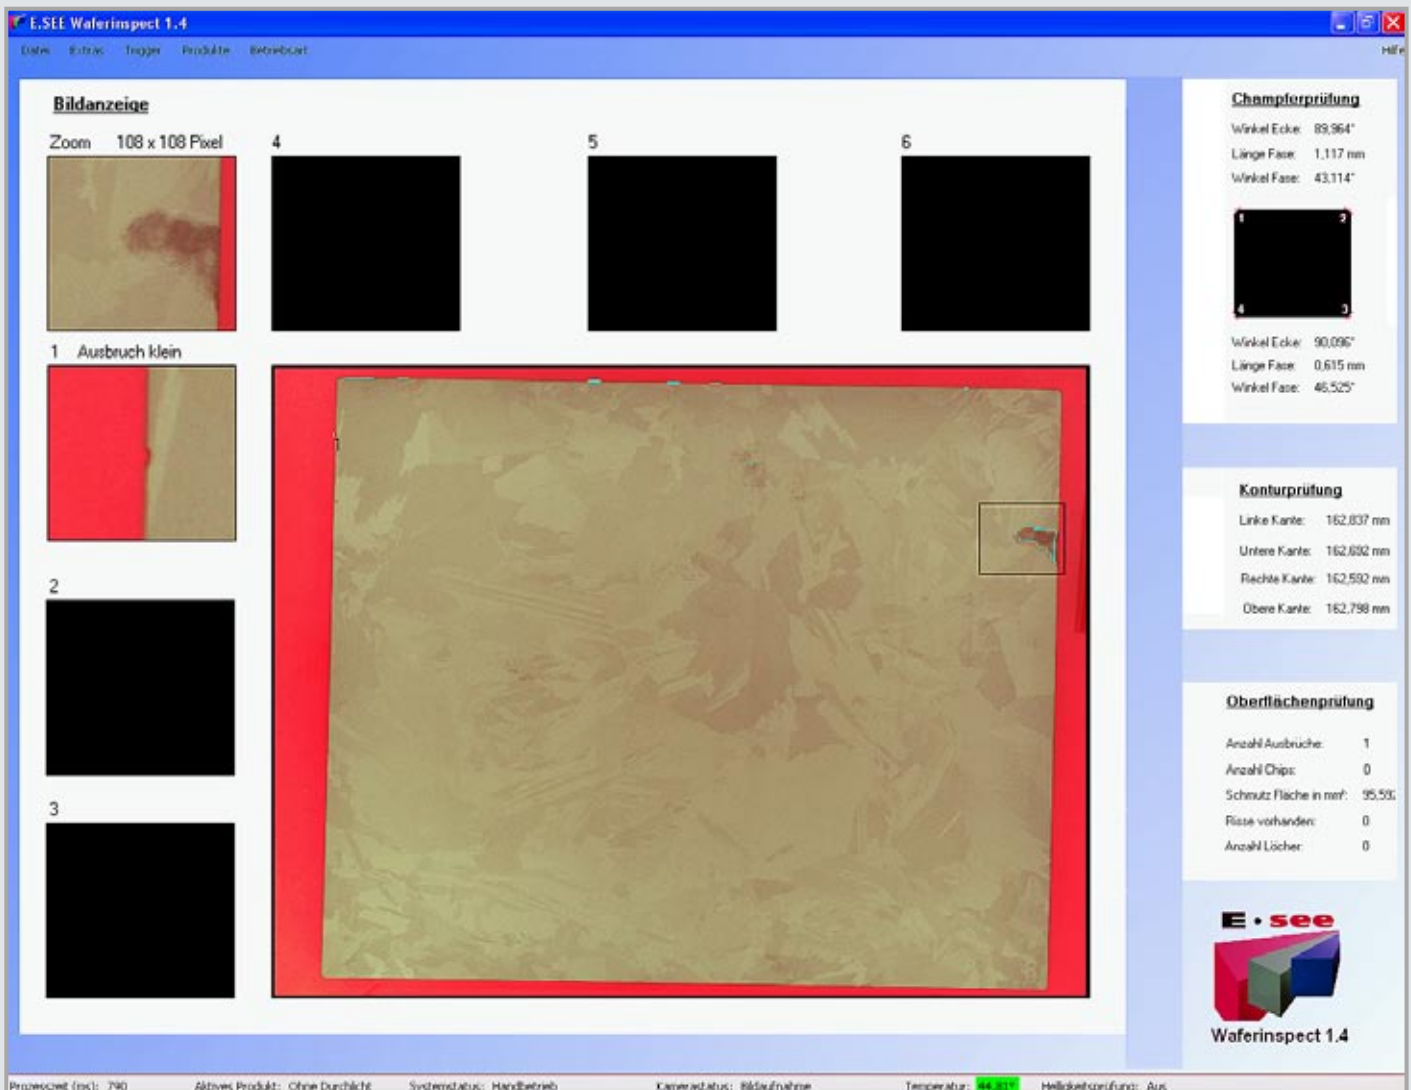 E.SEE Waferinspect 1.4
Datei Extras Trigger Produkte Betriebsart Hilfe
Bildanzeige
Zoom 108 x 108 Pixel 4 5 6
1 Ausbruch klein
1
2
3
Champferprüfung
Winkel Ecke: 89,964°
Länge Fase: 1,117 mm
Winkel Fase: 43,114°
1 2
4 3
Winkel Ecke: 90,096°
Länge Fase: 0,615 mm
Winkel Fase: 46,525°
Konturprüfung
Linke Kante: 162,837 mm
Untere Kante: 162,692 mm
Rechte Kante: 162,592 mm
Obere Kante: 162,798 mm
Oberflächenprüfung
Anzahl Ausbrüche: 1
Anzahl Chips: 0
Schmutz Fläche in mm²: 95,592
Risse vorhanden: 0
Anzahl Löcher: 0
E·see
Waferinspect 1.4
Prozesszeit (ms): 790 Aktives Produkt: Ohne Durchlicht Systemstatus: Handbetrieb Kamerastatus: Bildaufnahme Temperatur: Helligkeitsprüfung: Aus